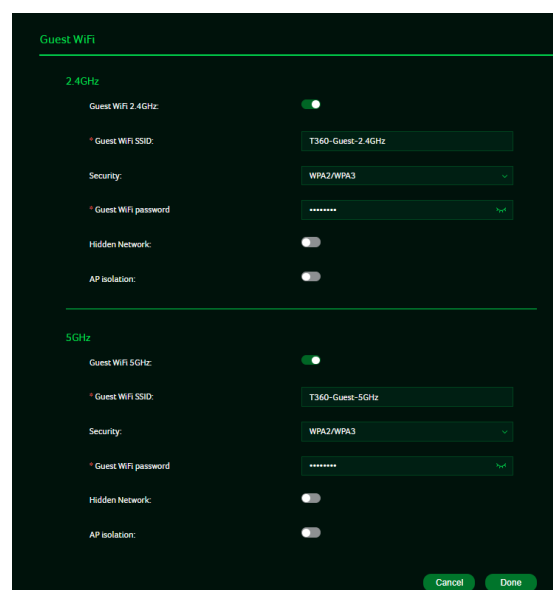 Guest WiFi
2.4GHz
Guest WiFi 2.4GHz:
* Guest WiFi SSID: T360-Guest-2.4GHz
Security: WPA2/WPA3
* Guest WiFi password ••••••••
Hidden Network:
AP isolation:
5GHz
Guest WiFi 5GHz:
* Guest WiFi SSID: T360-Guest-5GHz
Security: WPA2/WPA3
* Guest WiFi password ••••••••
Hidden Network:
AP isolation:
Cancel Done